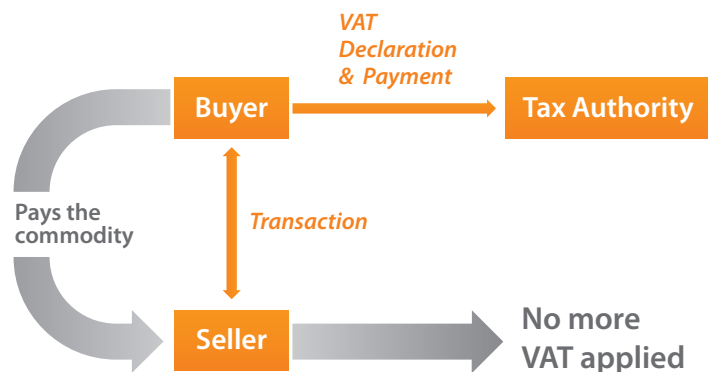 VAT
Declaration
& Payment
Buyer
Tax Authority
Pays the
commodity
Transaction
Seller
No more
VAT applied